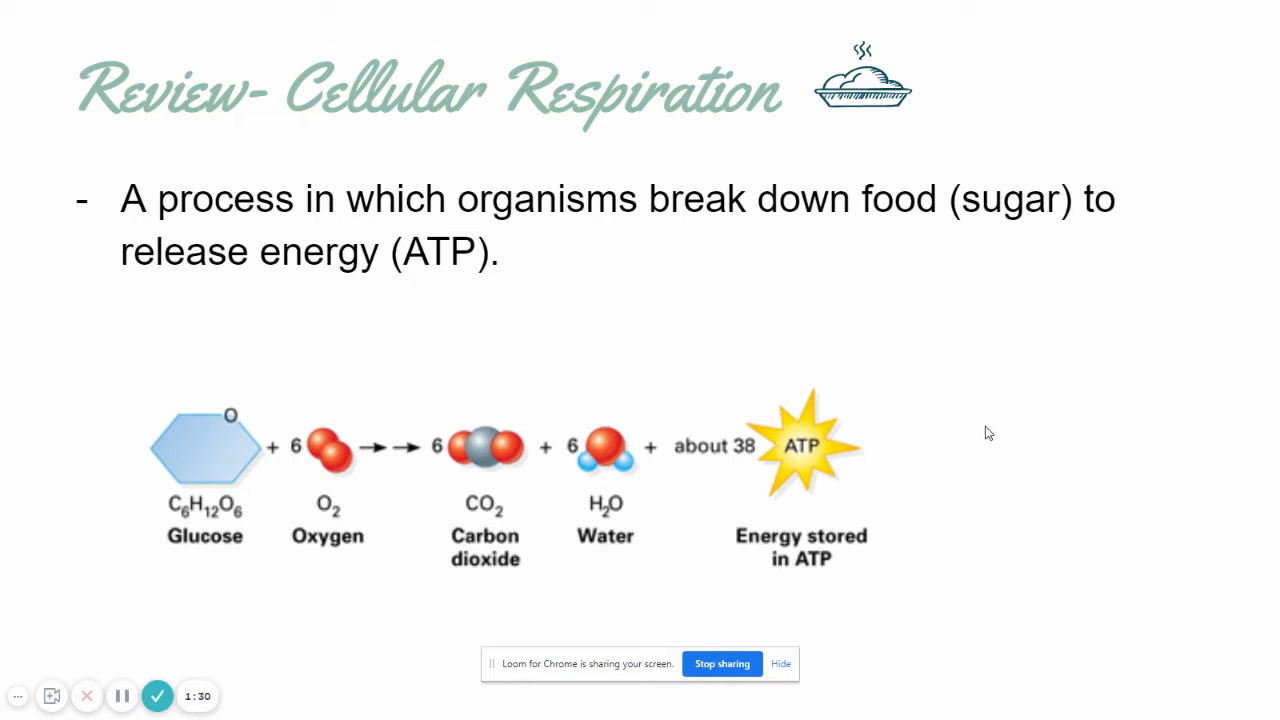 Review- Cellular Respiration
- A process in which organisms break down food (sugar) to
release energy (ATP).
O
+ 6 →→ 6 + 6 + about 38 ATP
C₆H₁₂O₆ O₂ CO₂ H₂O
Glucose Oxygen Carbon dioxide Water Energy stored in ATP
Loom for Chrome is sharing your screen. Stop sharing Hide
1:30